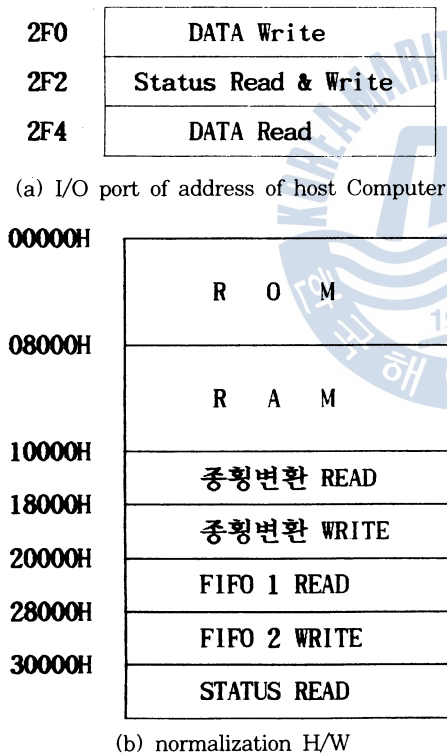 2F0 DATA Write
2F2 Status Read & Write
2F4 DATA Read
(a) I/O port of address of host Computer
00000H
R O M
08000H
R A M
10000H
종횡변환 READ
18000H
종횡변환 WRITE
20000H
FIFO 1 READ
28000H
FIFO 2 WRITE
30000H
STATUS READ
(b) normalization H/W